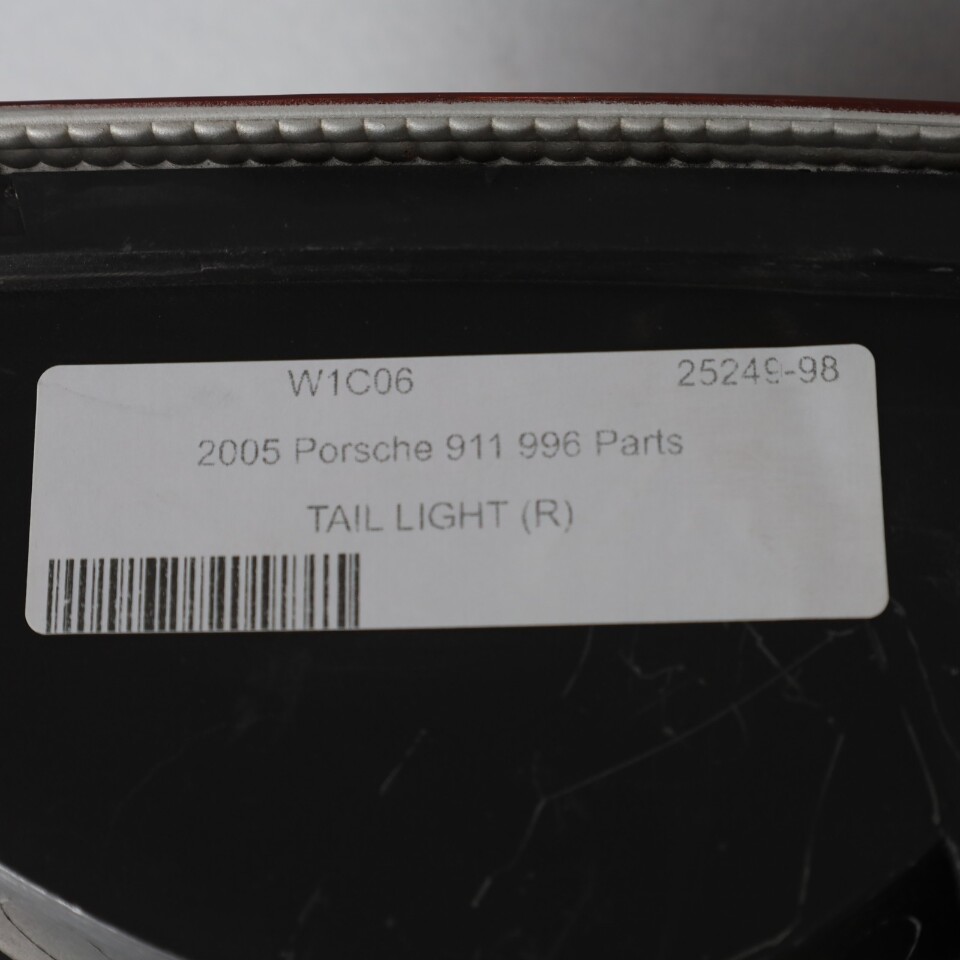 W1C06 25249-98
2005 Porsche 911 996 Parts
TAIL LIGHT (R)